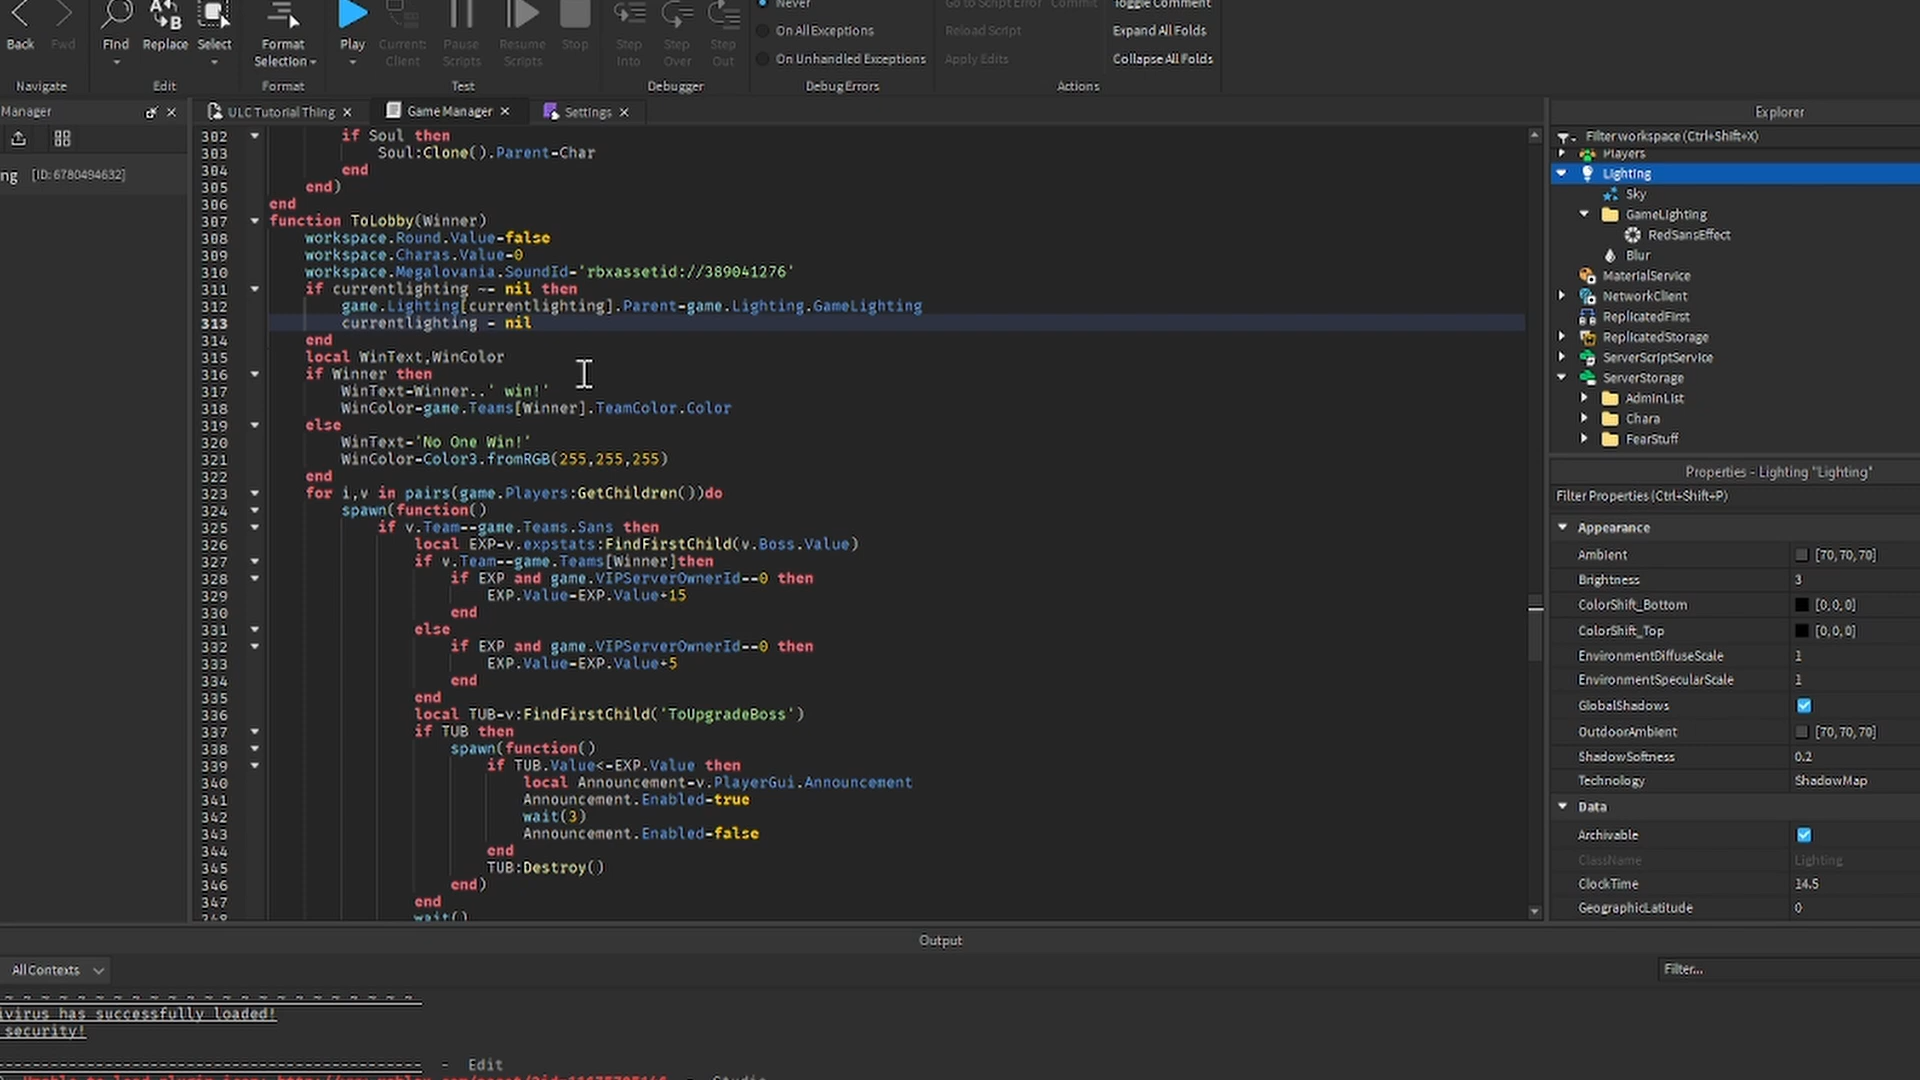 Never
Go to Script Error Commit
Toggle Comment
On All Exceptions
Reload Script
Expand All Folds
Back Fwd Find Replace Select Format Selection Play Current: Client Pause Scripts Resume Scripts Stop Step Into Step Over Step Out
On Unhandled Exceptions
Apply Edits
Collapse All Folds
Navigate Edit Format Test Debugger Debug Errors Actions
Manager
ULC Tutorial Thing
Game Manager
Settings
Explorer
Filter workspace (Ctrl+Shift+X)
ng [ID: 6780494632]
302 if Soul then
303 Soul:Clone().Parent=Char
304 end
305 end)
306 end
307 function ToLobby(Winner)
308 workspace.Round.Value=false
309 workspace.Charas.Value=0
310 workspace.Megalovania.SoundId='rbxassetid://389041276'
311 if currentlighting ~= nil then
312 game.Lighting[currentlighting].Parent=game.Lighting.GameLighting
313 currentlighting = nil
314 end
315 local WinText,WinColor
316 if Winner then
317 WinText=Winner..' win!'
318 WinColor=game.Teams[Winner].TeamColor.Color
319 else
320 WinText='No One Win!'
321 WinColor=Color3.fromRGB(255,255,255)
322 end
323 for i,v in pairs(game.Players:GetChildren())do
324 spawn(function()
325 if v.Team==game.Teams.Sans then
326 local EXP=v.expstats:FindFirstChild(v.Boss.Value)
327 if v.Team==game.Teams[Winner]then
328 if EXP and game.VIPServerOwnerId==0 then
329 EXP.Value=EXP.Value+15
330 end
331 else
332 if EXP and game.VIPServerOwnerId==0 then
333 EXP.Value=EXP.Value+5
334 end
335 end
336 local TUB=v:FindFirstChild('ToUpgradeBoss')
337 if TUB then
338 spawn(function()
339 if TUB.Value<=EXP.Value then
340 local Announcement=v.PlayerGui.Announcement
341 Announcement.Enabled=true
342 wait(3)
343 Announcement.Enabled=false
344 end
345 TUB:Destroy()
346 end)
347 end
348 wait()
Players
Lighting
Sky
GameLighting
RedSansEffect
Blur
MaterialService
NetworkClient
ReplicatedFirst
ReplicatedStorage
ServerScriptService
ServerStorage
AdminList
Chara
FearStuff
Properties - Lighting "Lighting"
Filter Properties (Ctrl+Shift+P)
Appearance
Ambient [70,70,70]
Brightness 3
ColorShift_Bottom [0,0,0]
ColorShift_Top [0,0,0]
EnvironmentDiffuseScale 1
EnvironmentSpecularScale 1
GlobalShadows
OutdoorAmbient [70,70,70]
ShadowSoftness 0.2
Technology ShadowMap
Data
Archivable
ClassName Lighting
ClockTime 14.5
GeographicLatitude 0
Output
All Contexts
Filter...
~ ~ ~ ~ ~ ~ ~ ~ ~ ~ ~ ~ ~ ~ ~ ~ ~ ~ ~ ~ ~ ~ ~
ivirus has successfully loaded!
security!
- Edit